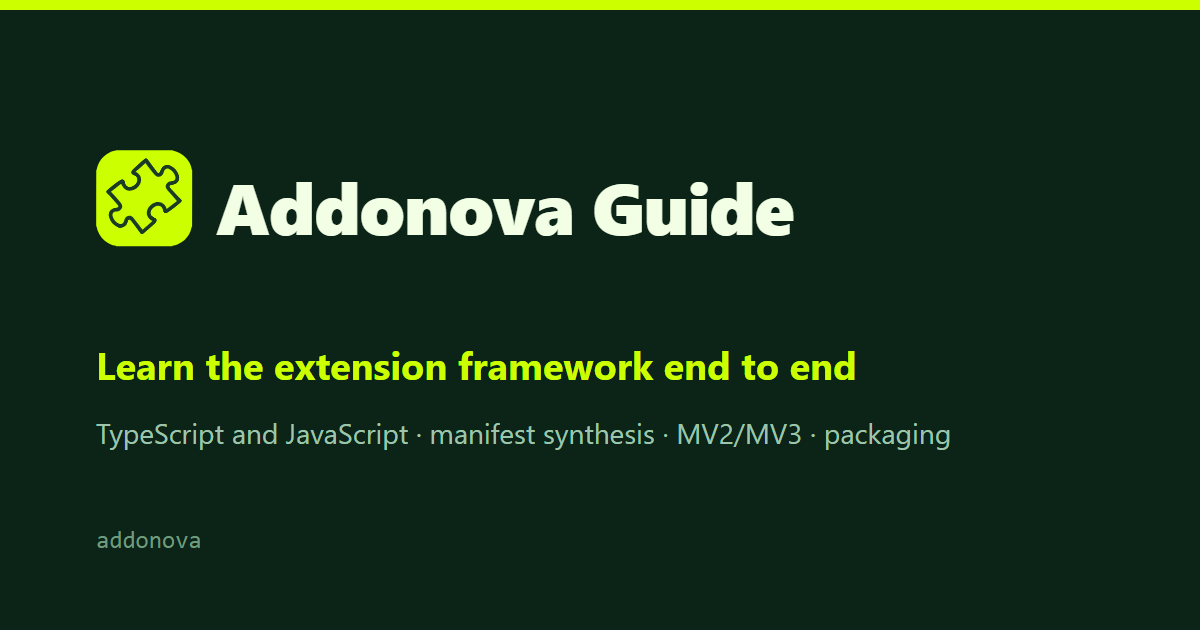 Addonova Guide
Learn the extension framework end to end
TypeScript and JavaScript · manifest synthesis · MV2/MV3 · packaging
addonova